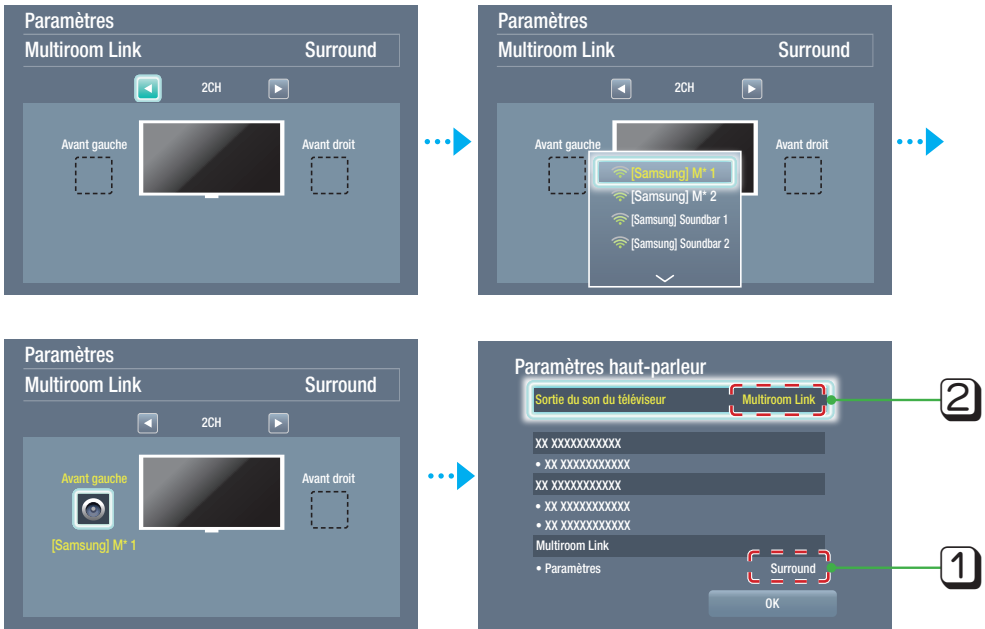 Paramètres
Multiroom Link Surround
2CH
Avant gauche Avant droit
Paramètres
Multiroom Link Surround
2CH
Avant gauche Avant droit
[Samsung] M* 1
[Samsung] M* 2
[Samsung] Soundbar 1
[Samsung] Soundbar 2
Paramètres
Multiroom Link Surround
2CH
Avant gauche Avant droit
[Samsung] M* 1
Paramètres haut-parleur
Sortie du son du téléviseur Multiroom Link
2
XX XXXXXXXXXXX
• XX XXXXXXXXXXX
XX XXXXXXXXXXX
• XX XXXXXXXXXXX
• XX XXXXXXXXXXX
Multiroom Link
• Paramètres Surround
1
OK